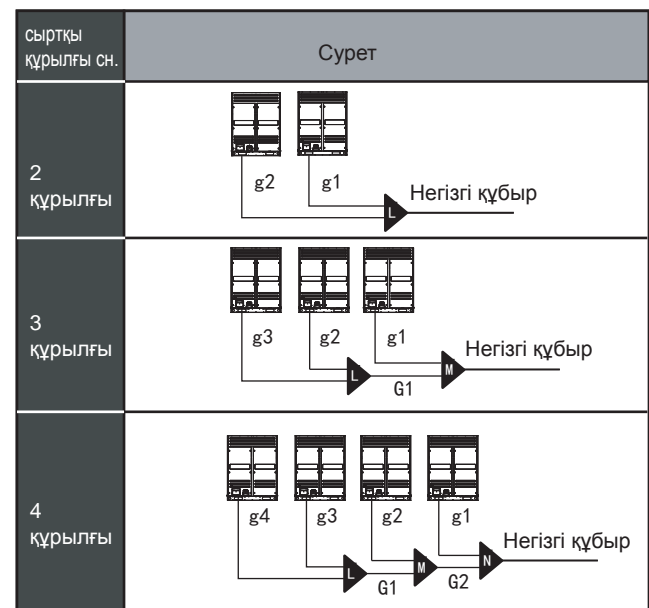 сыртқы
құрылғы сн.
Сурет
2
құрылғы
g2 g1
Негізгі құбыр
L
3
құрылғы
g3 g2 g1
Негізгі құбыр
L M
G1
4
құрылғы
g4 g3 g2 g1
Негізгі құбыр
L M N
G1 G2